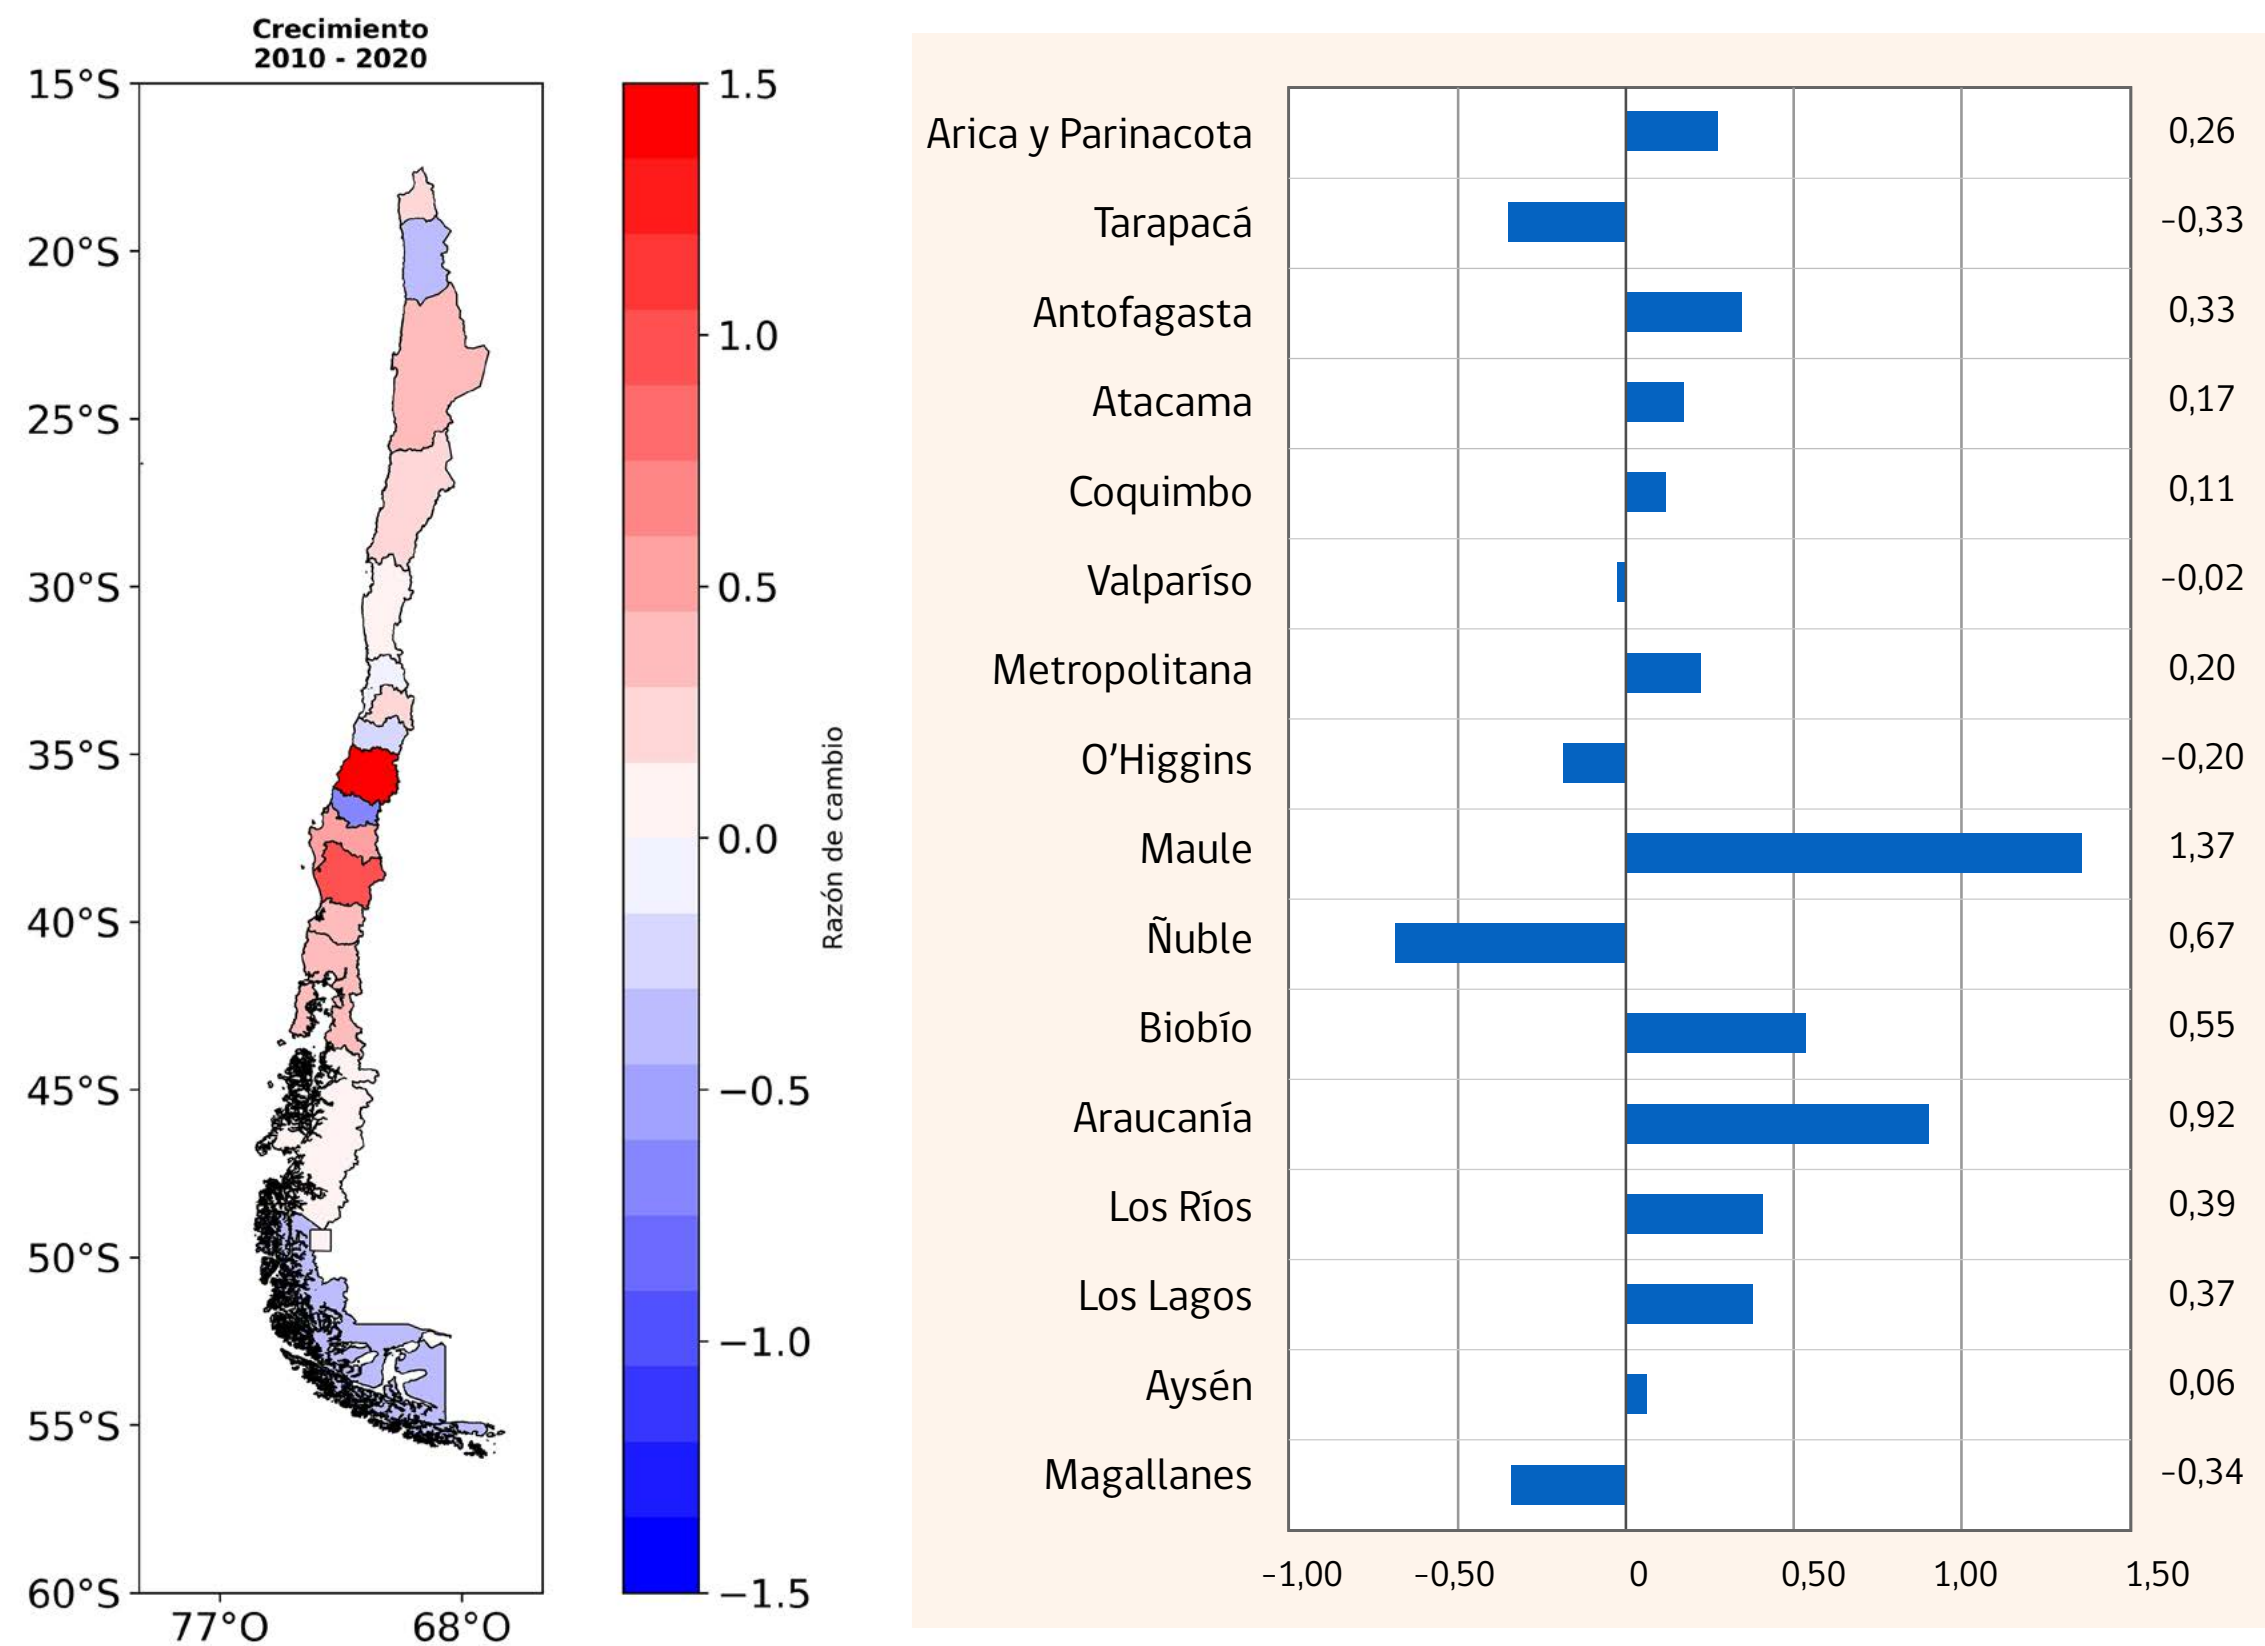 Crecimiento
2010 - 2020
15°S
20°S
25°S
30°S
35°S
40°S
45°S
50°S
55°S
60°S
77°O 68°O
1.5
1.0
0.5
0.0
−0.5
−1.0
−1.5
Razón de cambio
Arica y Parinacota 0,26
Tarapacá -0,33
Antofagasta 0,33
Atacama 0,17
Coquimbo 0,11
Valparíso -0,02
Metropolitana 0,20
O'Higgins -0,20
Maule 1,37
Ñuble 0,67
Biobío 0,55
Araucanía 0,92
Los Ríos 0,39
Los Lagos 0,37
Aysén 0,06
Magallanes -0,34
-1,00 -0,50 0 0,50 1,00 1,50